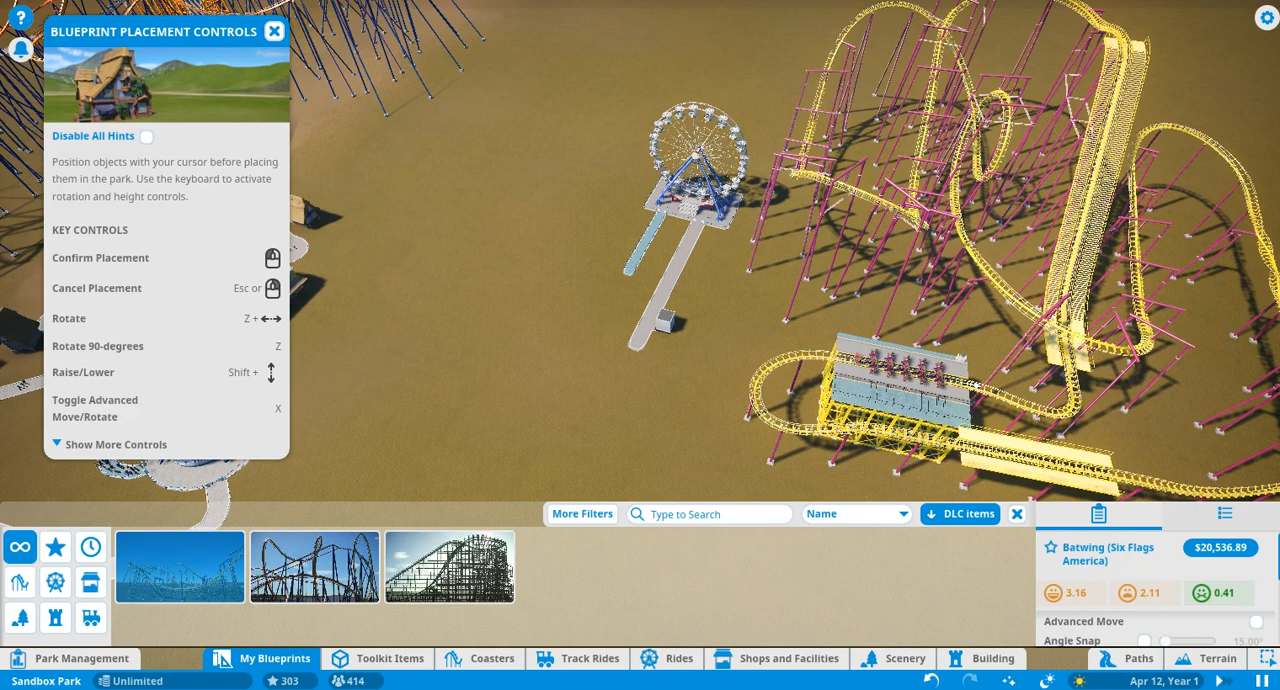 ?
BLUEPRINT PLACEMENT CONTROLS
Disable All Hints
Position objects with your cursor before placing
them in the park. Use the keyboard to activate
rotation and height controls.
KEY CONTROLS
Confirm Placement
Cancel Placement Esc or
Rotate Z +
Rotate 90-degrees Z
Raise/Lower Shift +
Toggle Advanced
Move/Rotate X
Show More Controls
More Filters Type to Search Name DLC items
Batwing (Six Flags
America) $20,536.89
3.16 2.11 0.41
Advanced Move
Angle Snap 15.00°
Park Management My Blueprints Toolkit Items Coasters Track Rides Rides Shops and Facilities Scenery Building Paths Terrain
Sandbox Park Unlimited 303 414 Apr 12, Year 1